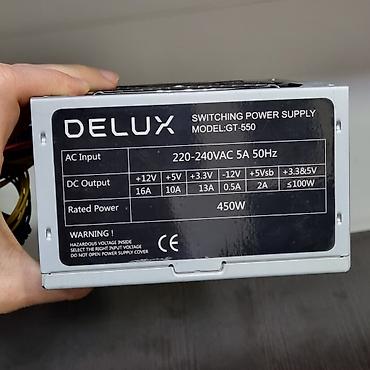 DELUX
SWITCHING POWER SUPPLY
MODEL:GT-550
AC Input 220-240VAC 5A 50Hz
DC Output +12V +5V +3.3V -12V +5Vsb +3.3&5V
16A 10A 13A 0.5A 2A ≤100W
Rated Power 450W
WARNING !
HAZARDOUS VOLTAGE INSIDE
SELECT THE RIGHT INPUT VOLTAGE
DO NOT OPEN POWER SUPPLY COVER
CE